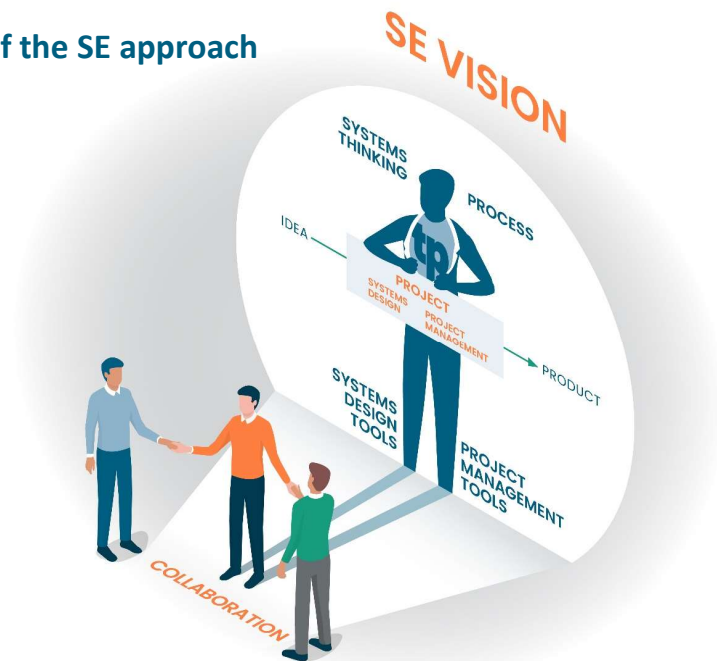 f the SE approach
SE VISION
SYSTEMS
THINKING
PROCESS
IDEA
tp
PROJECT
SYSTEMS
DESIGN
PROJECT
MANAGEMENT
PRODUCT
SYSTEMS
DESIGN
TOOLS
PROJECT
MANAGEMENT
TOOLS
COLLABORATION